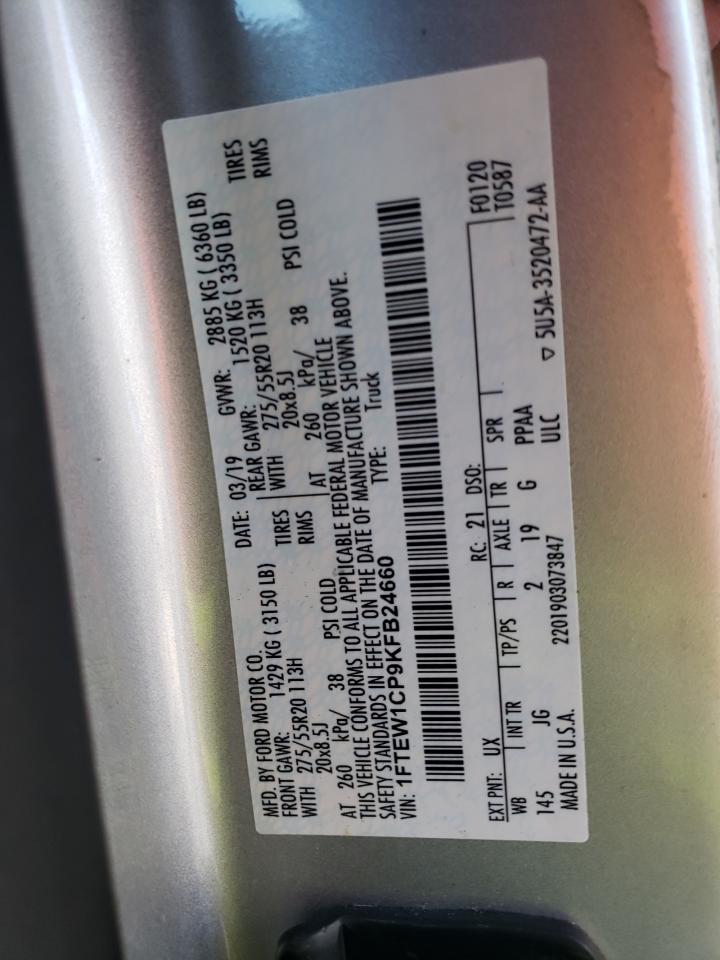 MFD. BY FORD MOTOR CO. DATE: 03/19 GVWR: 2885 KG ( 6360 LB)
FRONT GAWR: 1429 KG ( 3150 LB) REAR GAWR: 1520 KG ( 3350 LB)
WITH 275/55R20 113H TIRES WITH 275/55R20 113H TIRES
20x8.5J RIMS 20x8.5J RIMS
AT 260 kPa/ 38 PSI COLD AT 260 kPa/ 38 PSI COLD
THIS VEHICLE CONFORMS TO ALL APPLICABLE FEDERAL MOTOR VEHICLE
SAFETY STANDARDS IN EFFECT ON THE DATE OF MANUFACTURE SHOWN ABOVE.
VIN: 1FTEW1CP9KFB24660 TYPE: Truck
F0120
EXT PNT: UX RC: 21 DSO: T0587
WB INT TR TP/PS R AXLE TR SPR
145 JG 2 19 G PPAA
MADE IN U.S.A. 2201903073847 ULC ▽ 5U5A-3520472-AA